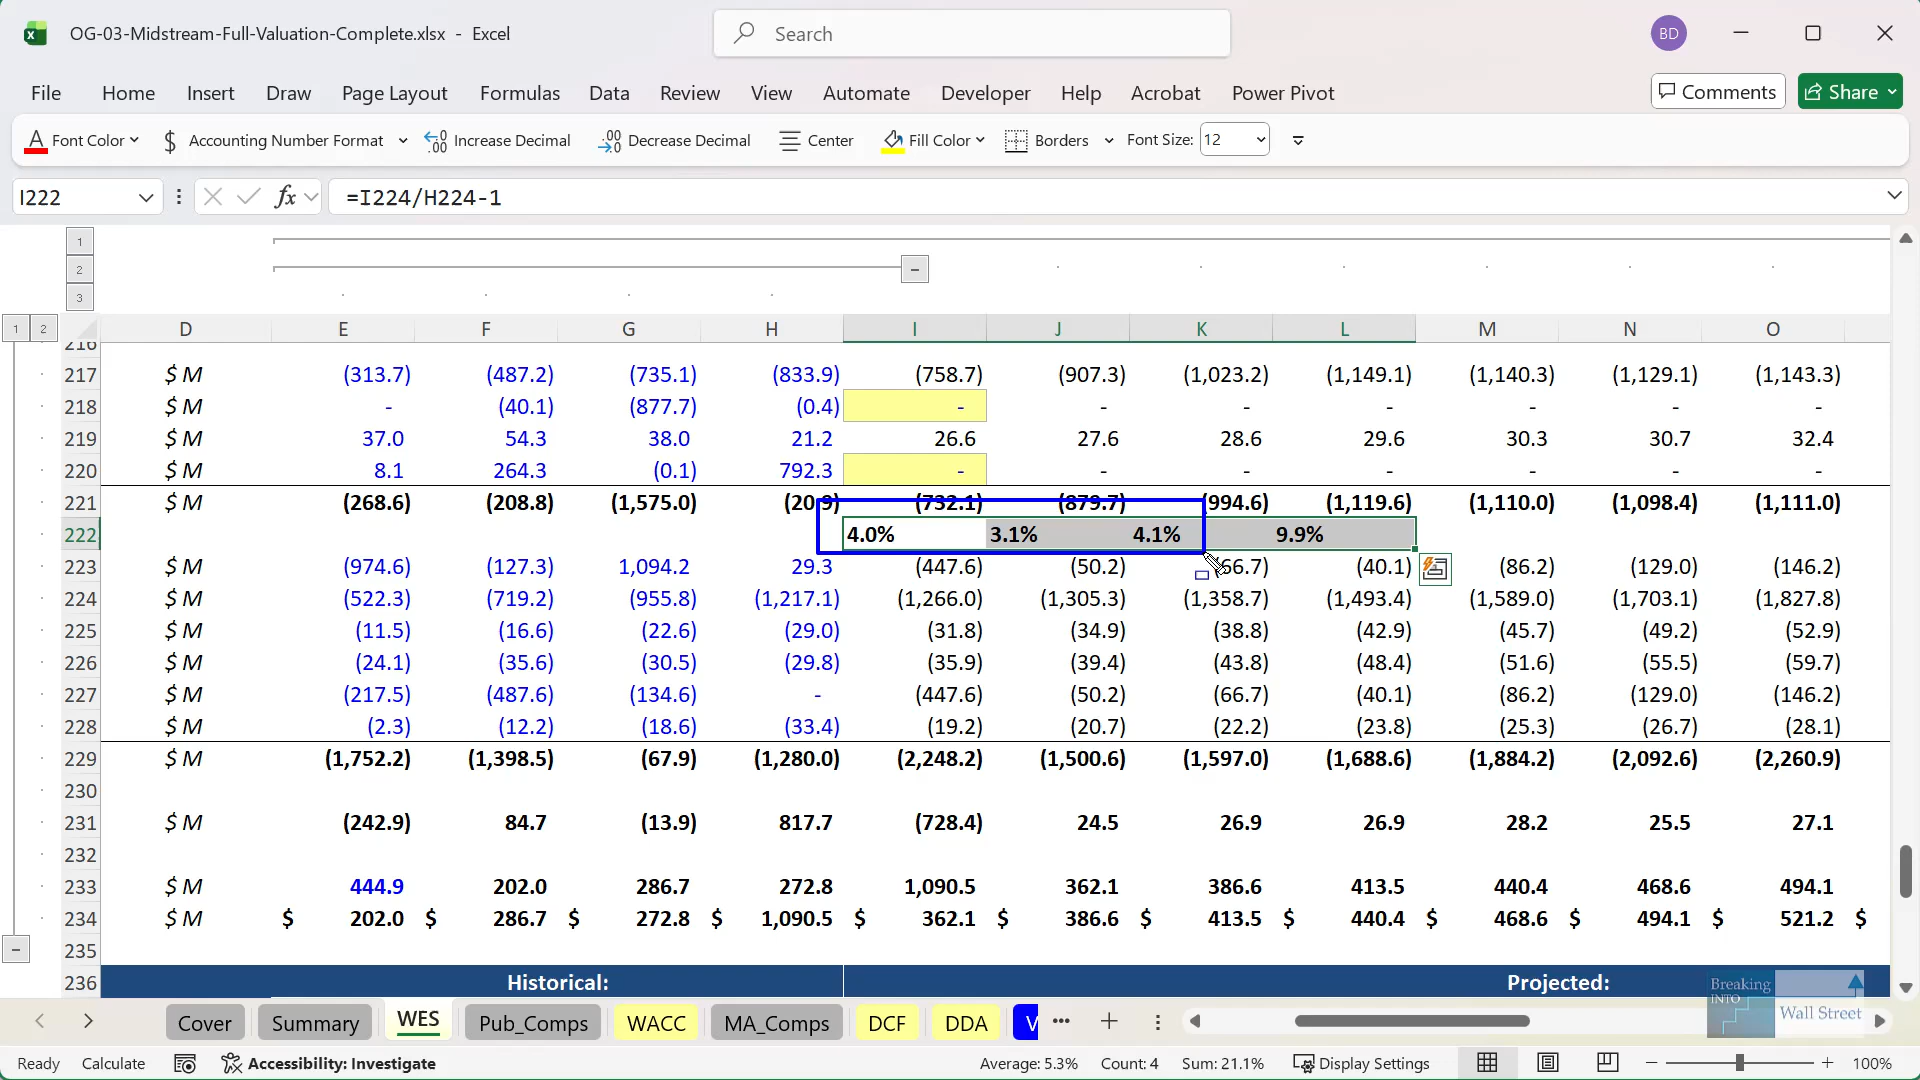 OG-03-Midstream-Full-Valuation-Complete.xlsx - Excel
Search
BD
File Home Insert Draw Page Layout Formulas Data Review View Automate Developer Help Acrobat Power Pivot
Comments Share
A Font Color $ Accounting Number Format Increase Decimal Decrease Decimal Center Fill Color Borders Font Size: 12
I222 fx =I224/H224-1
1
2
3
1 2 D E F G H I J K L M N O
216
217 $ M (313.7) (487.2) (735.1) (833.9) (758.7) (907.3) (1,023.2) (1,149.1) (1,140.3) (1,129.1) (1,143.3)
218 $ M - (40.1) (877.7) (0.4) - - - - - - -
219 $ M 37.0 54.3 38.0 21.2 26.6 27.6 28.6 29.6 30.3 30.7 32.4
220 $ M 8.1 264.3 (0.1) 792.3 - - - - - - -
221 $ M (268.6) (208.8) (1,575.0) (20.9) (732.1) (879.7) (994.6) (1,119.6) (1,110.0) (1,098.4) (1,111.0)
222 4.0% 3.1% 4.1% 9.9%
223 $ M (974.6) (127.3) 1,094.2 29.3 (447.6) (50.2) 66.7) (40.1) (86.2) (129.0) (146.2)
224 $ M (522.3) (719.2) (955.8) (1,217.1) (1,266.0) (1,305.3) (1,358.7) (1,493.4) (1,589.0) (1,703.1) (1,827.8)
225 $ M (11.5) (16.6) (22.6) (29.0) (31.8) (34.9) (38.8) (42.9) (45.7) (49.2) (52.9)
226 $ M (24.1) (35.6) (30.5) (29.8) (35.9) (39.4) (43.8) (48.4) (51.6) (55.5) (59.7)
227 $ M (217.5) (487.6) (134.6) - (447.6) (50.2) (66.7) (40.1) (86.2) (129.0) (146.2)
228 $ M (2.3) (12.2) (18.6) (33.4) (19.2) (20.7) (22.2) (23.8) (25.3) (26.7) (28.1)
229 $ M (1,752.2) (1,398.5) (67.9) (1,280.0) (2,248.2) (1,500.6) (1,597.0) (1,688.6) (1,884.2) (2,092.6) (2,260.9)
230
231 $ M (242.9) 84.7 (13.9) 817.7 (728.4) 24.5 26.9 26.9 28.2 25.5 27.1
232
233 $ M 444.9 202.0 286.7 272.8 1,090.5 362.1 386.6 413.5 440.4 468.6 494.1
234 $ M $ 202.0 $ 286.7 $ 272.8 $ 1,090.5 $ 362.1 $ 386.6 $ 413.5 $ 440.4 $ 468.6 $ 494.1 $ 521.2 $
235
236 Historical: Projected:
Breaking INTO Wall Street
Cover Summary WES Pub_Comps WACC MA_Comps DCF DDA V
Ready Calculate Accessibility: Investigate Average: 5.3% Count: 4 Sum: 21.1% Display Settings 100%